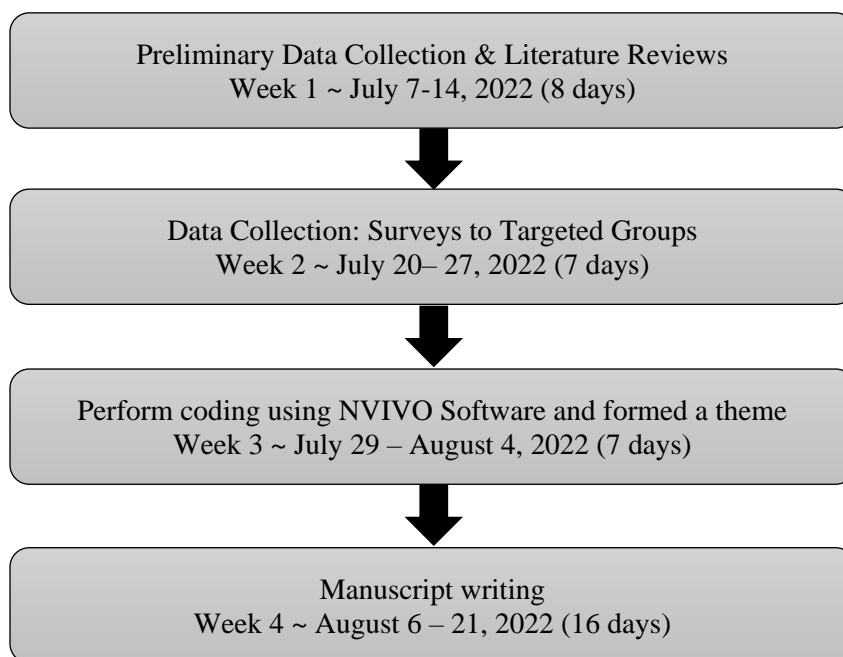 Preliminary Data Collection & Literature Reviews
Week 1 ~ July 7-14, 2022 (8 days)
Data Collection: Surveys to Targeted Groups
Week 2 ~ July 20– 27, 2022 (7 days)
Perform coding using NVIVO Software and formed a theme
Week 3 ~ July 29 – August 4, 2022 (7 days)
Manuscript writing
Week 4 ~ August 6 – 21, 2022 (16 days)